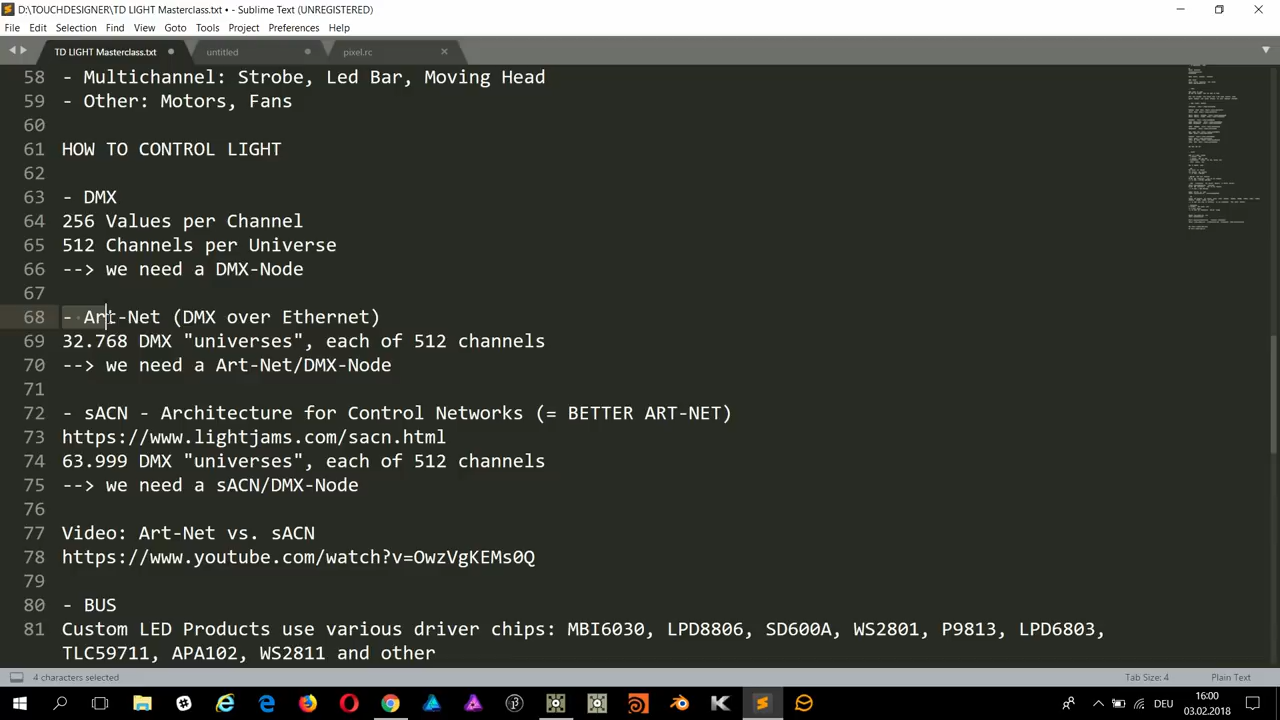 D:\TOUCHDESIGNER\TD LIGHT Masterclass.txt • - Sublime Text (UNREGISTERED)
File Edit Selection Find View Goto Tools Project Preferences Help
TD LIGHT Masterclass.txt untitled pixel.rc
58 - Multichannel: Strobe, Led Bar, Moving Head
59 - Other: Motors, Fans
60
61 HOW TO CONTROL LIGHT
62
63 - DMX
64 256 Values per Channel
65 512 Channels per Universe
66 --> we need a DMX-Node
67
68 - Art-Net (DMX over Ethernet)
69 32.768 DMX "universes", each of 512 channels
70 --> we need a Art-Net/DMX-Node
71
72 - sACN - Architecture for Control Networks (= BETTER ART-NET)
73 https://www.lightjams.com/sacn.html
74 63.999 DMX "universes", each of 512 channels
75 --> we need a sACN/DMX-Node
76
77 Video: Art-Net vs. sACN
78 https://www.youtube.com/watch?v=OwzVgKEMs0Q
79
80 - BUS
81 Custom LED Products use various driver chips: MBI6030, LPD8806, SD600A, WS2801, P9813, LPD6803,
TLC59711, APA102, WS2811 and other
4 characters selected Tab Size: 4 Plain Text
DEU 16:00
03.02.2018